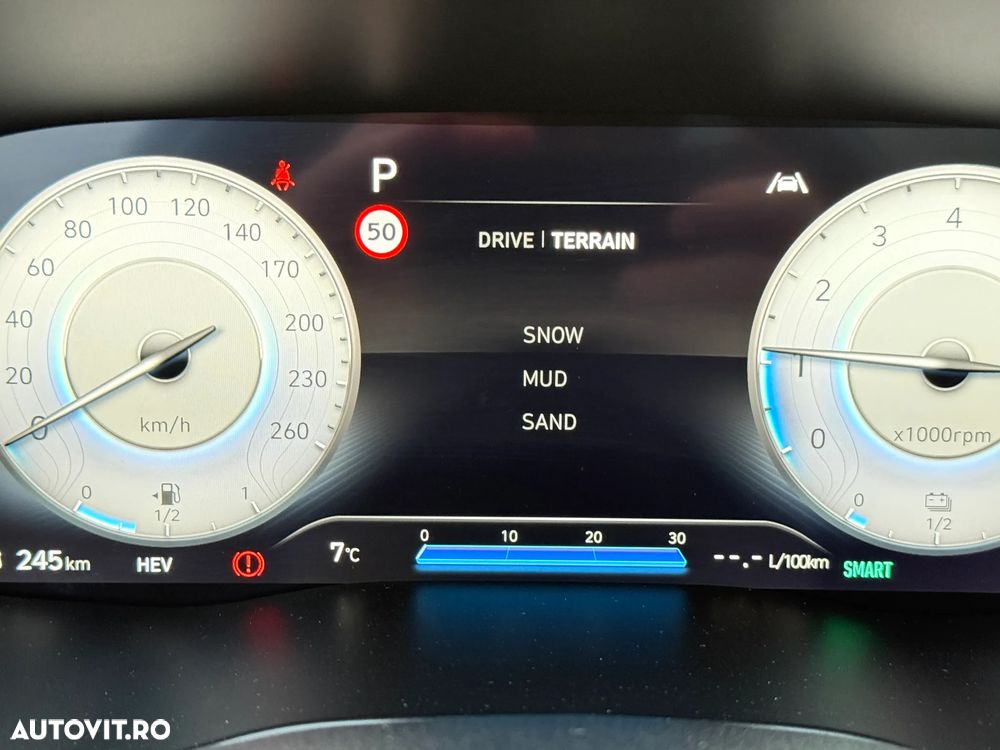 P
50
DRIVE | TERRAIN
SNOW
MUD
SAND
0
20
40
60
80
100
120
140
170
200
230
260
km/h
0
1/2
1
0
1
2
3
4
x1000rpm
0
1/2
245km
HEV
7°C
0 10 20 30
--.- L/100km
SMART
AUTOVIT.RO